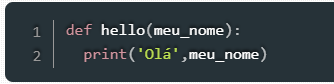 1 def hello(meu_nome):
2   print('Olá',meu_nome)